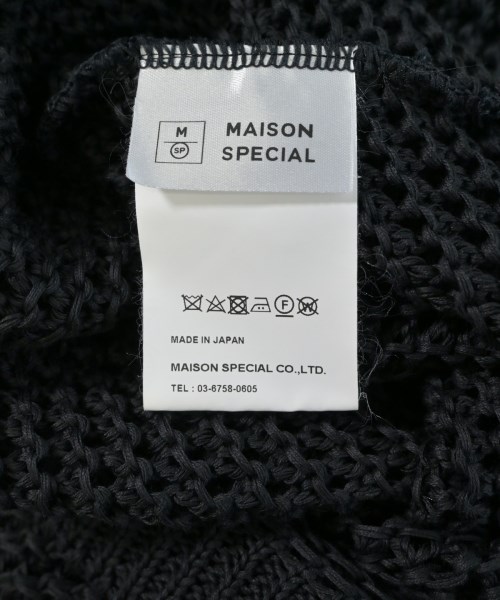 M
SP
MAISON
SPECIAL
F
W
MADE IN JAPAN
MAISON SPECIAL CO.,LTD.
TEL : 03-6758-0605